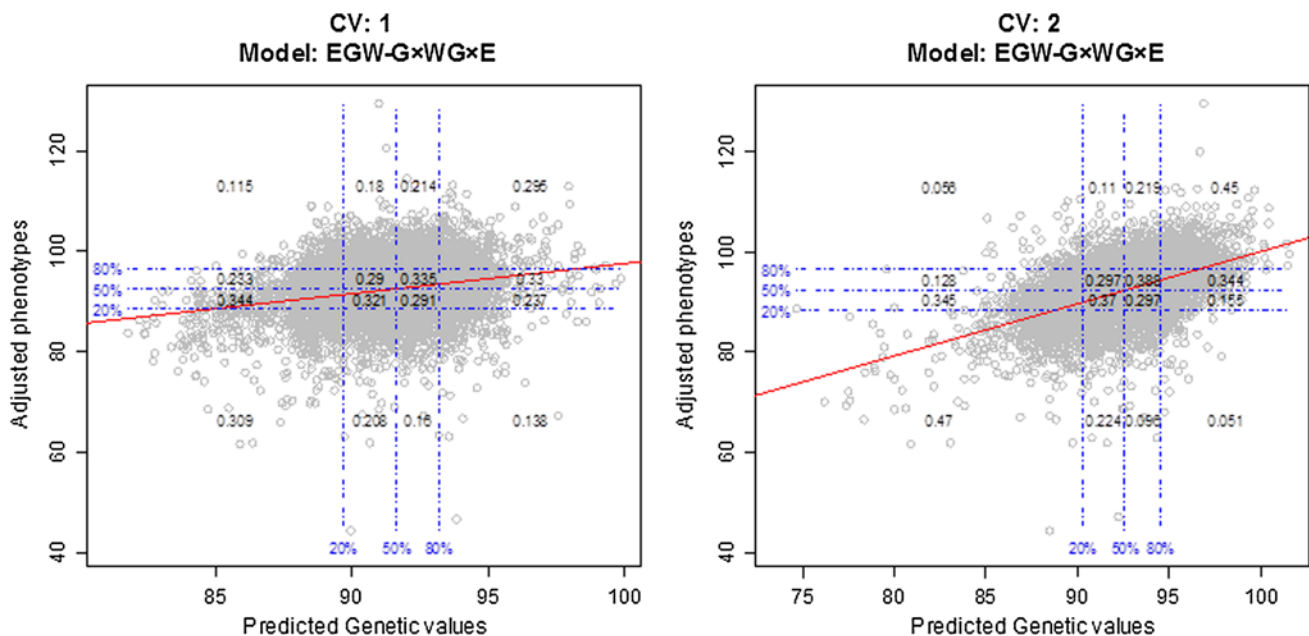 CV: 1
Model: EGW-G×WG×E
Adjusted phenotypes
120
100
80
60
40
0.115 0.18 0.214 0.295
80%
0.233 0.29 0.335 0.33
50%
0.344 0.321 0.291 0.237
20%
0.309 0.208 0.16 0.138
20% 50% 80%
85 90 95 100
Predicted Genetic values
CV: 2
Model: EGW-G×WG×E
Adjusted phenotypes
120
100
80
60
40
0.056 0.11 0.219 0.45
80%
0.128 0.297 0.388 0.344
50%
0.345 0.37 0.297 0.155
20%
0.47 0.224 0.096 0.051
20% 50% 80%
75 80 85 90 95 100
Predicted Genetic values